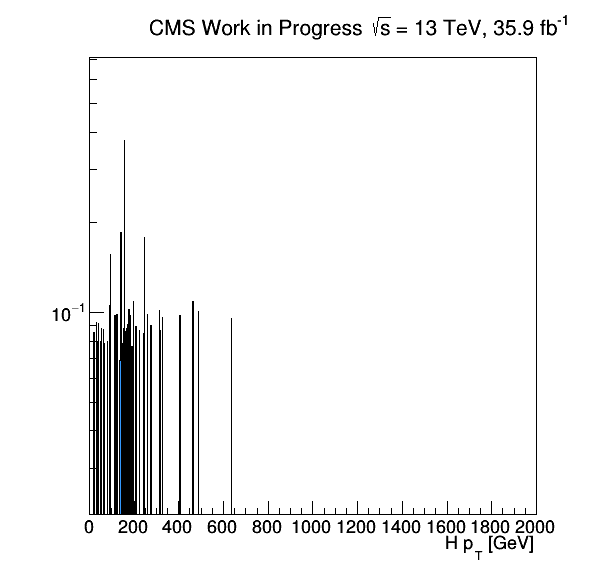 CMS Work in Progress √s = 13 TeV, 35.9 fb⁻¹
10⁻¹
0 200 400 600 800 1000 1200 1400 1600 1800 2000
H p_T [GeV]